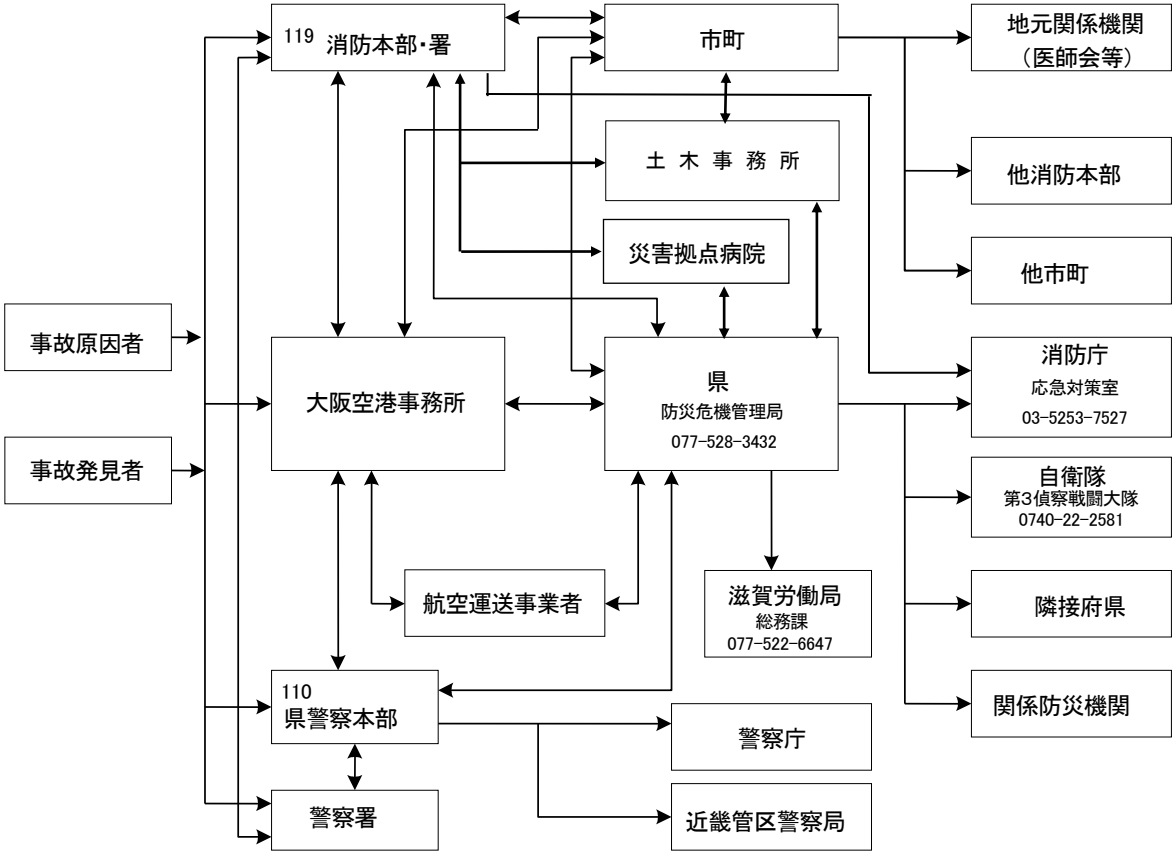 119 消防本部・署
市町
地元関係機関
（医師会等）
土木事務所
他消防本部
災害拠点病院
他市町
事故原因者
大阪空港事務所
県
防災危機管理局
077-528-3432
消防庁
応急対策室
03-5253-7527
事故発見者
自衛隊
第3偵察戦闘大隊
0740-22-2581
航空運送事業者
滋賀労働局
総務課
077-522-6647
隣接府県
110
県警察本部
関係防災機関
警察庁
警察署
近畿管区警察局